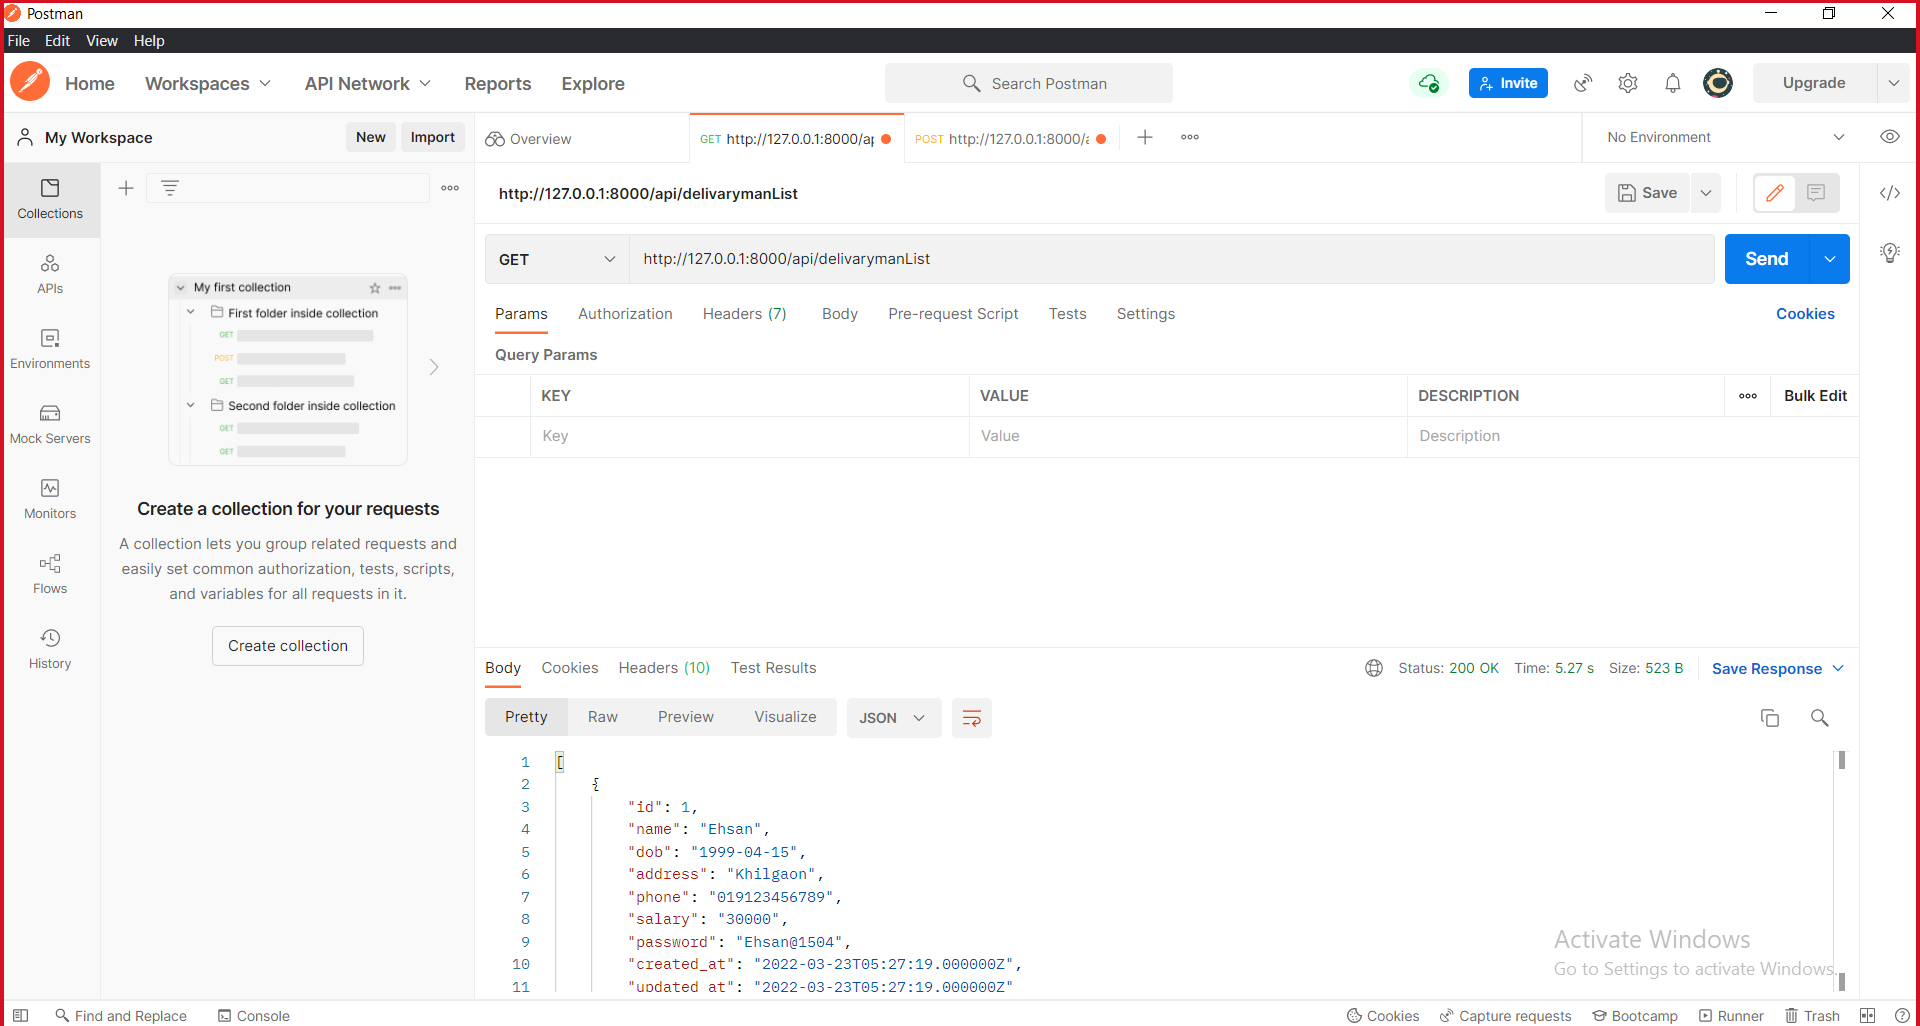 Postman
File Edit View Help
Home Workspaces API Network Reports Explore Search Postman Invite Upgrade
My Workspace New Import Overview GET http://127.0.0.1:8000/ap POST http://127.0.0.1:8000/a No Environment
Collections
APIs
Environments
Mock Servers
Monitors
Flows
History
My first collection
First folder inside collection
GET
POST
GET
Second folder inside collection
GET
GET
Create a collection for your requests
A collection lets you group related requests and
easily set common authorization, tests, scripts,
and variables for all requests in it.
Create collection
http://127.0.0.1:8000/api/delivarymanList Save
GET http://127.0.0.1:8000/api/delivarymanList Send
Params Authorization Headers (7) Body Pre-request Script Tests Settings Cookies
Query Params
KEY VALUE DESCRIPTION Bulk Edit
Key Value Description
Body Cookies Headers (10) Test Results Status: 200 OK Time: 5.27 s Size: 523 B Save Response
Pretty Raw Preview Visualize JSON
1 [
2 {
3 "id": 1,
4 "name": "Ehsan",
5 "dob": "1999-04-15",
6 "address": "Khilgaon",
7 "phone": "019123456789",
8 "salary": "30000",
9 "password": "Ehsan@1504",
10 "created_at": "2022-03-23T05:27:19.000000Z",
11 "updated_at": "2022-03-23T05:27:19.000000Z"
Activate Windows
Go to Settings to activate Windows.
Find and Replace Console Cookies Capture requests Bootcamp Runner Trash